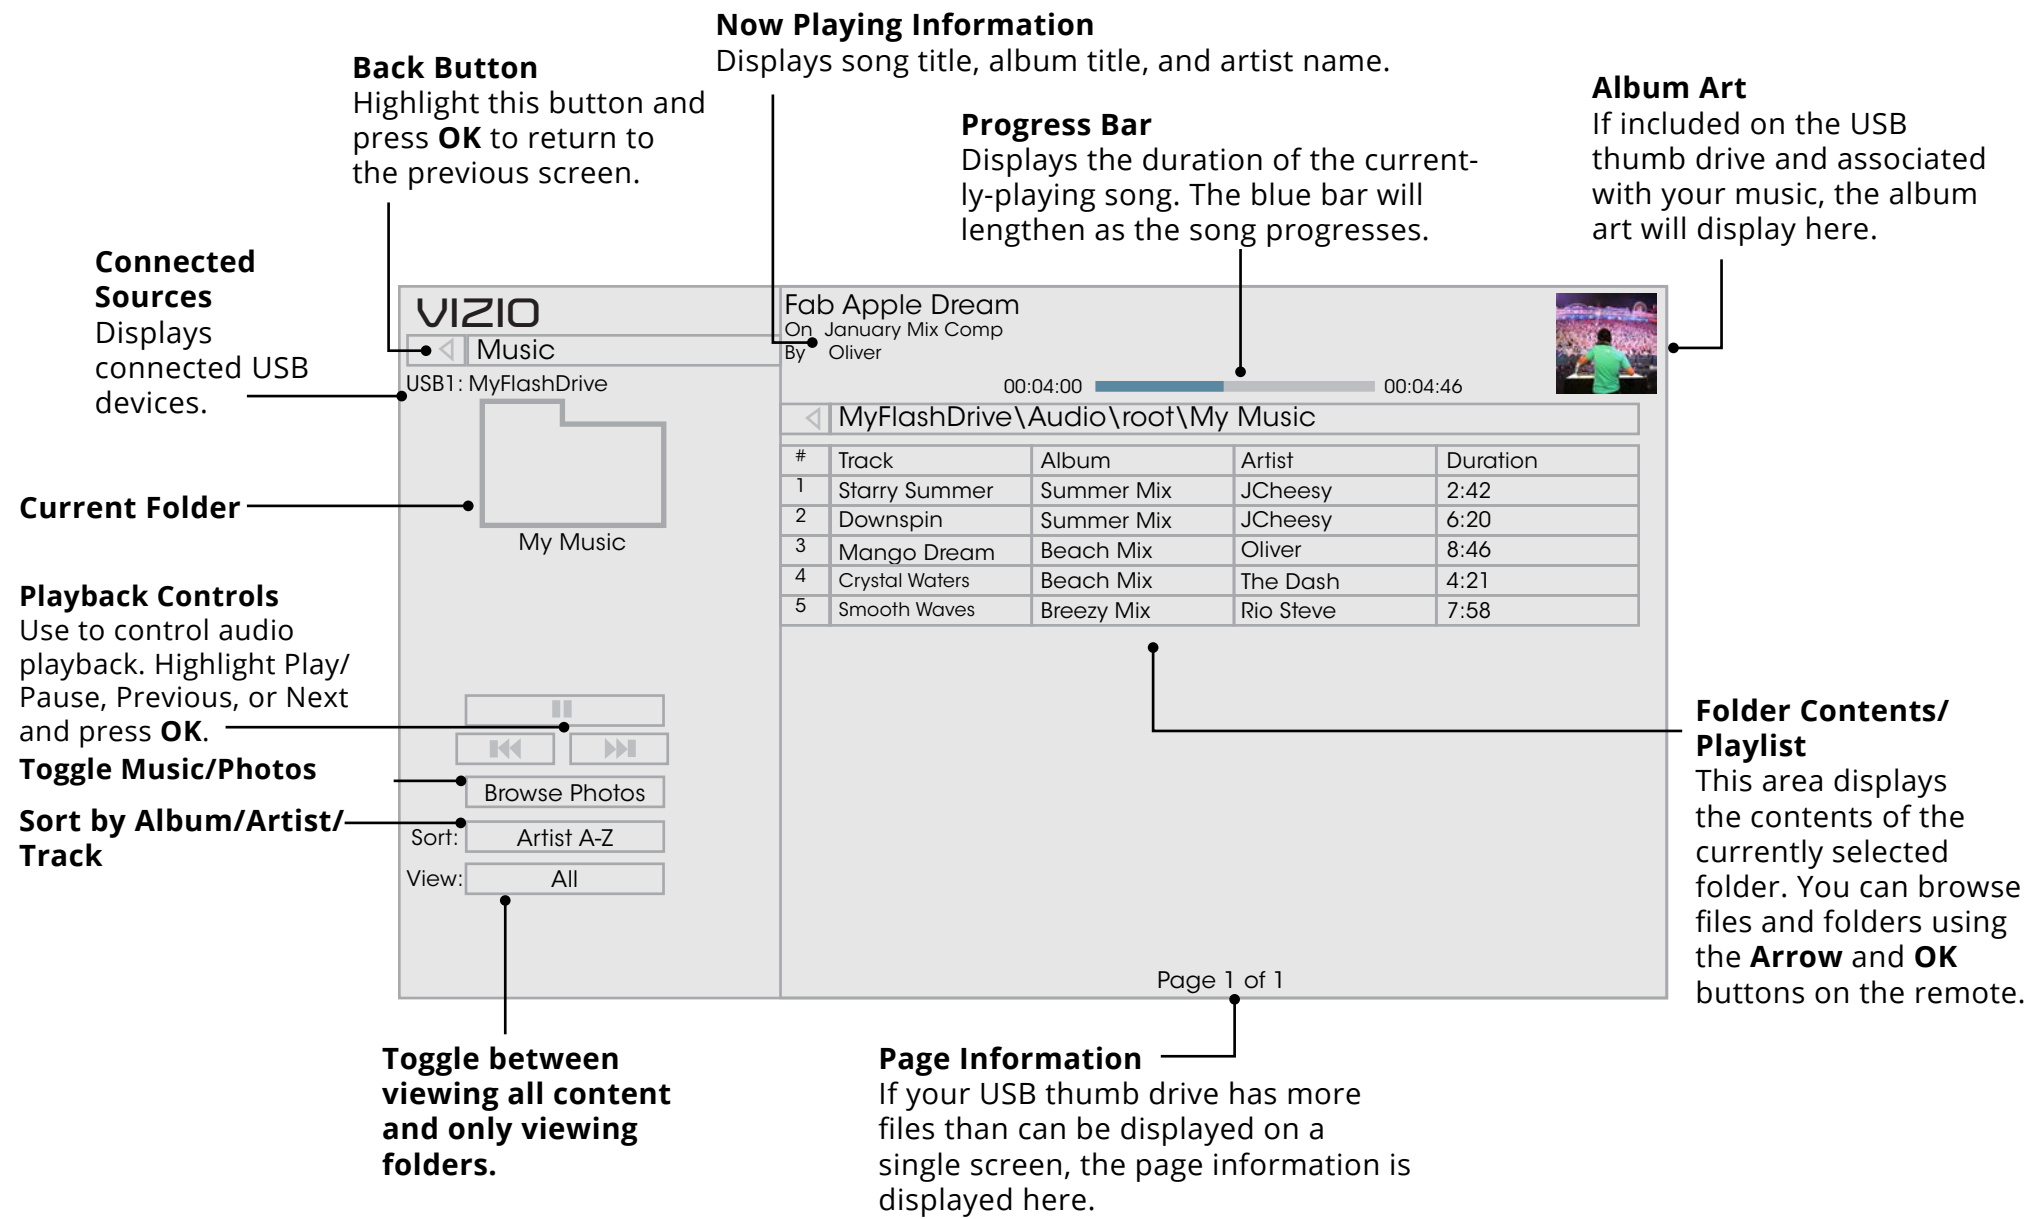 Now Playing Information
Displays song title, album title, and artist name.
Back Button
Highlight this button and
press OK to return to
the previous screen.
Progress Bar
Displays the duration of the current-
ly-playing song. The blue bar will
lengthen as the song progresses.
Album Art
If included on the USB
thumb drive and associated
with your music, the album
art will display here.
Connected
Sources
Displays
connected USB
devices.
Current Folder
Playback Controls
Use to control audio
playback. Highlight Play/
Pause, Previous, or Next
and press OK.
Toggle Music/Photos
Sort by Album/Artist/
Track
VIZIO
Music
USB1: MyFlashDrive
My Music
Browse Photos
Sort: Artist A-Z
View: All
Fab Apple Dream
On January Mix Comp
By Oliver
00:04:00 00:04:46
MyFlashDrive\Audio\root\My Music
# Track Album Artist Duration
1 Starry Summer Summer Mix JCheesy 2:42
2 Downspin Summer Mix JCheesy 6:20
3 Mango Dream Beach Mix Oliver 8:46
4 Crystal Waters Beach Mix The Dash 4:21
5 Smooth Waves Breezy Mix Rio Steve 7:58
Page 1 of 1
Folder Contents/
Playlist
This area displays
the contents of the
currently selected
folder. You can browse
files and folders using
the Arrow and OK
buttons on the remote.
Toggle between
viewing all content
and only viewing
folders.
Page Information
If your USB thumb drive has more
files than can be displayed on a
single screen, the page information is
displayed here.